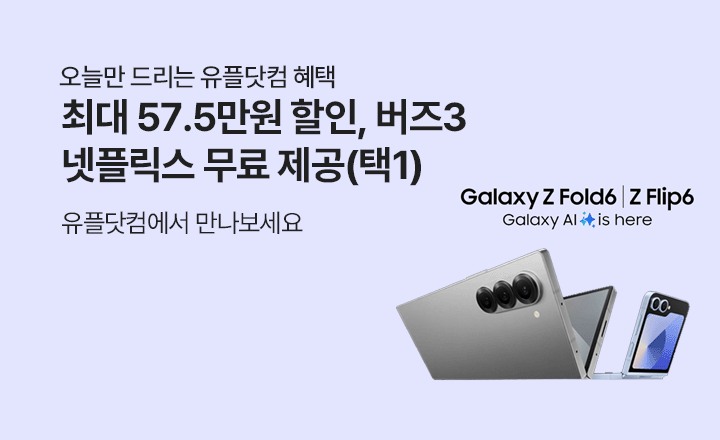 오늘만 드리는 유플닷컴 혜택
최대 57.5만원 할인, 버즈3
넷플릭스 무료 제공(택1)
유플닷컴에서 만나보세요
Galaxy Z Fold6 | Z Flip6
Galaxy AI is here